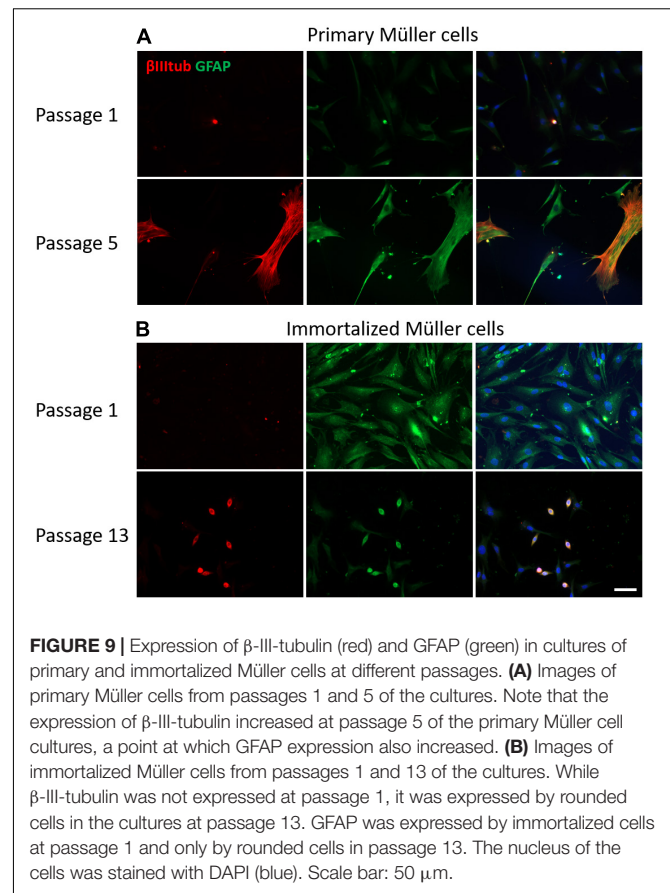 A
Primary Müller cells
βIIItub GFAP
Passage 1
Passage 5
B
Immortalized Müller cells
Passage 1
Passage 13
FIGURE 9 | Expression of β-III-tubulin (red) and GFAP (green) in cultures of
primary and immortalized Müller cells at different passages. (A) Images of
primary Müller cells from passages 1 and 5 of the cultures. Note that the
expression of β-III-tubulin increased at passage 5 of the primary Müller cell
cultures, a point at which GFAP expression also increased. (B) Images of
immortalized Müller cells from passages 1 and 13 of the cultures. While
β-III-tubulin was not expressed at passage 1, it was expressed by rounded
cells in the cultures at passage 13. GFAP was expressed by immortalized cells
at passage 1 and only by rounded cells in passage 13. The nucleus of the
cells was stained with DAPI (blue). Scale bar: 50 μm.